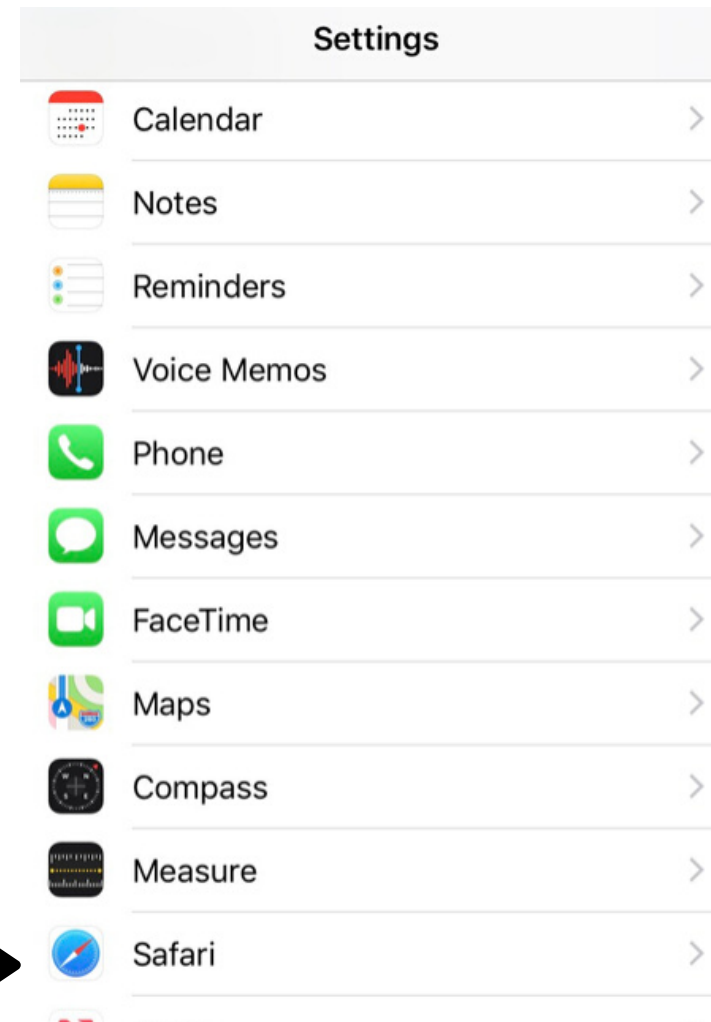 Settings
Calendar
Notes
Reminders
Voice Memos
Phone
Messages
FaceTime
Maps
Compass
Measure
Safari